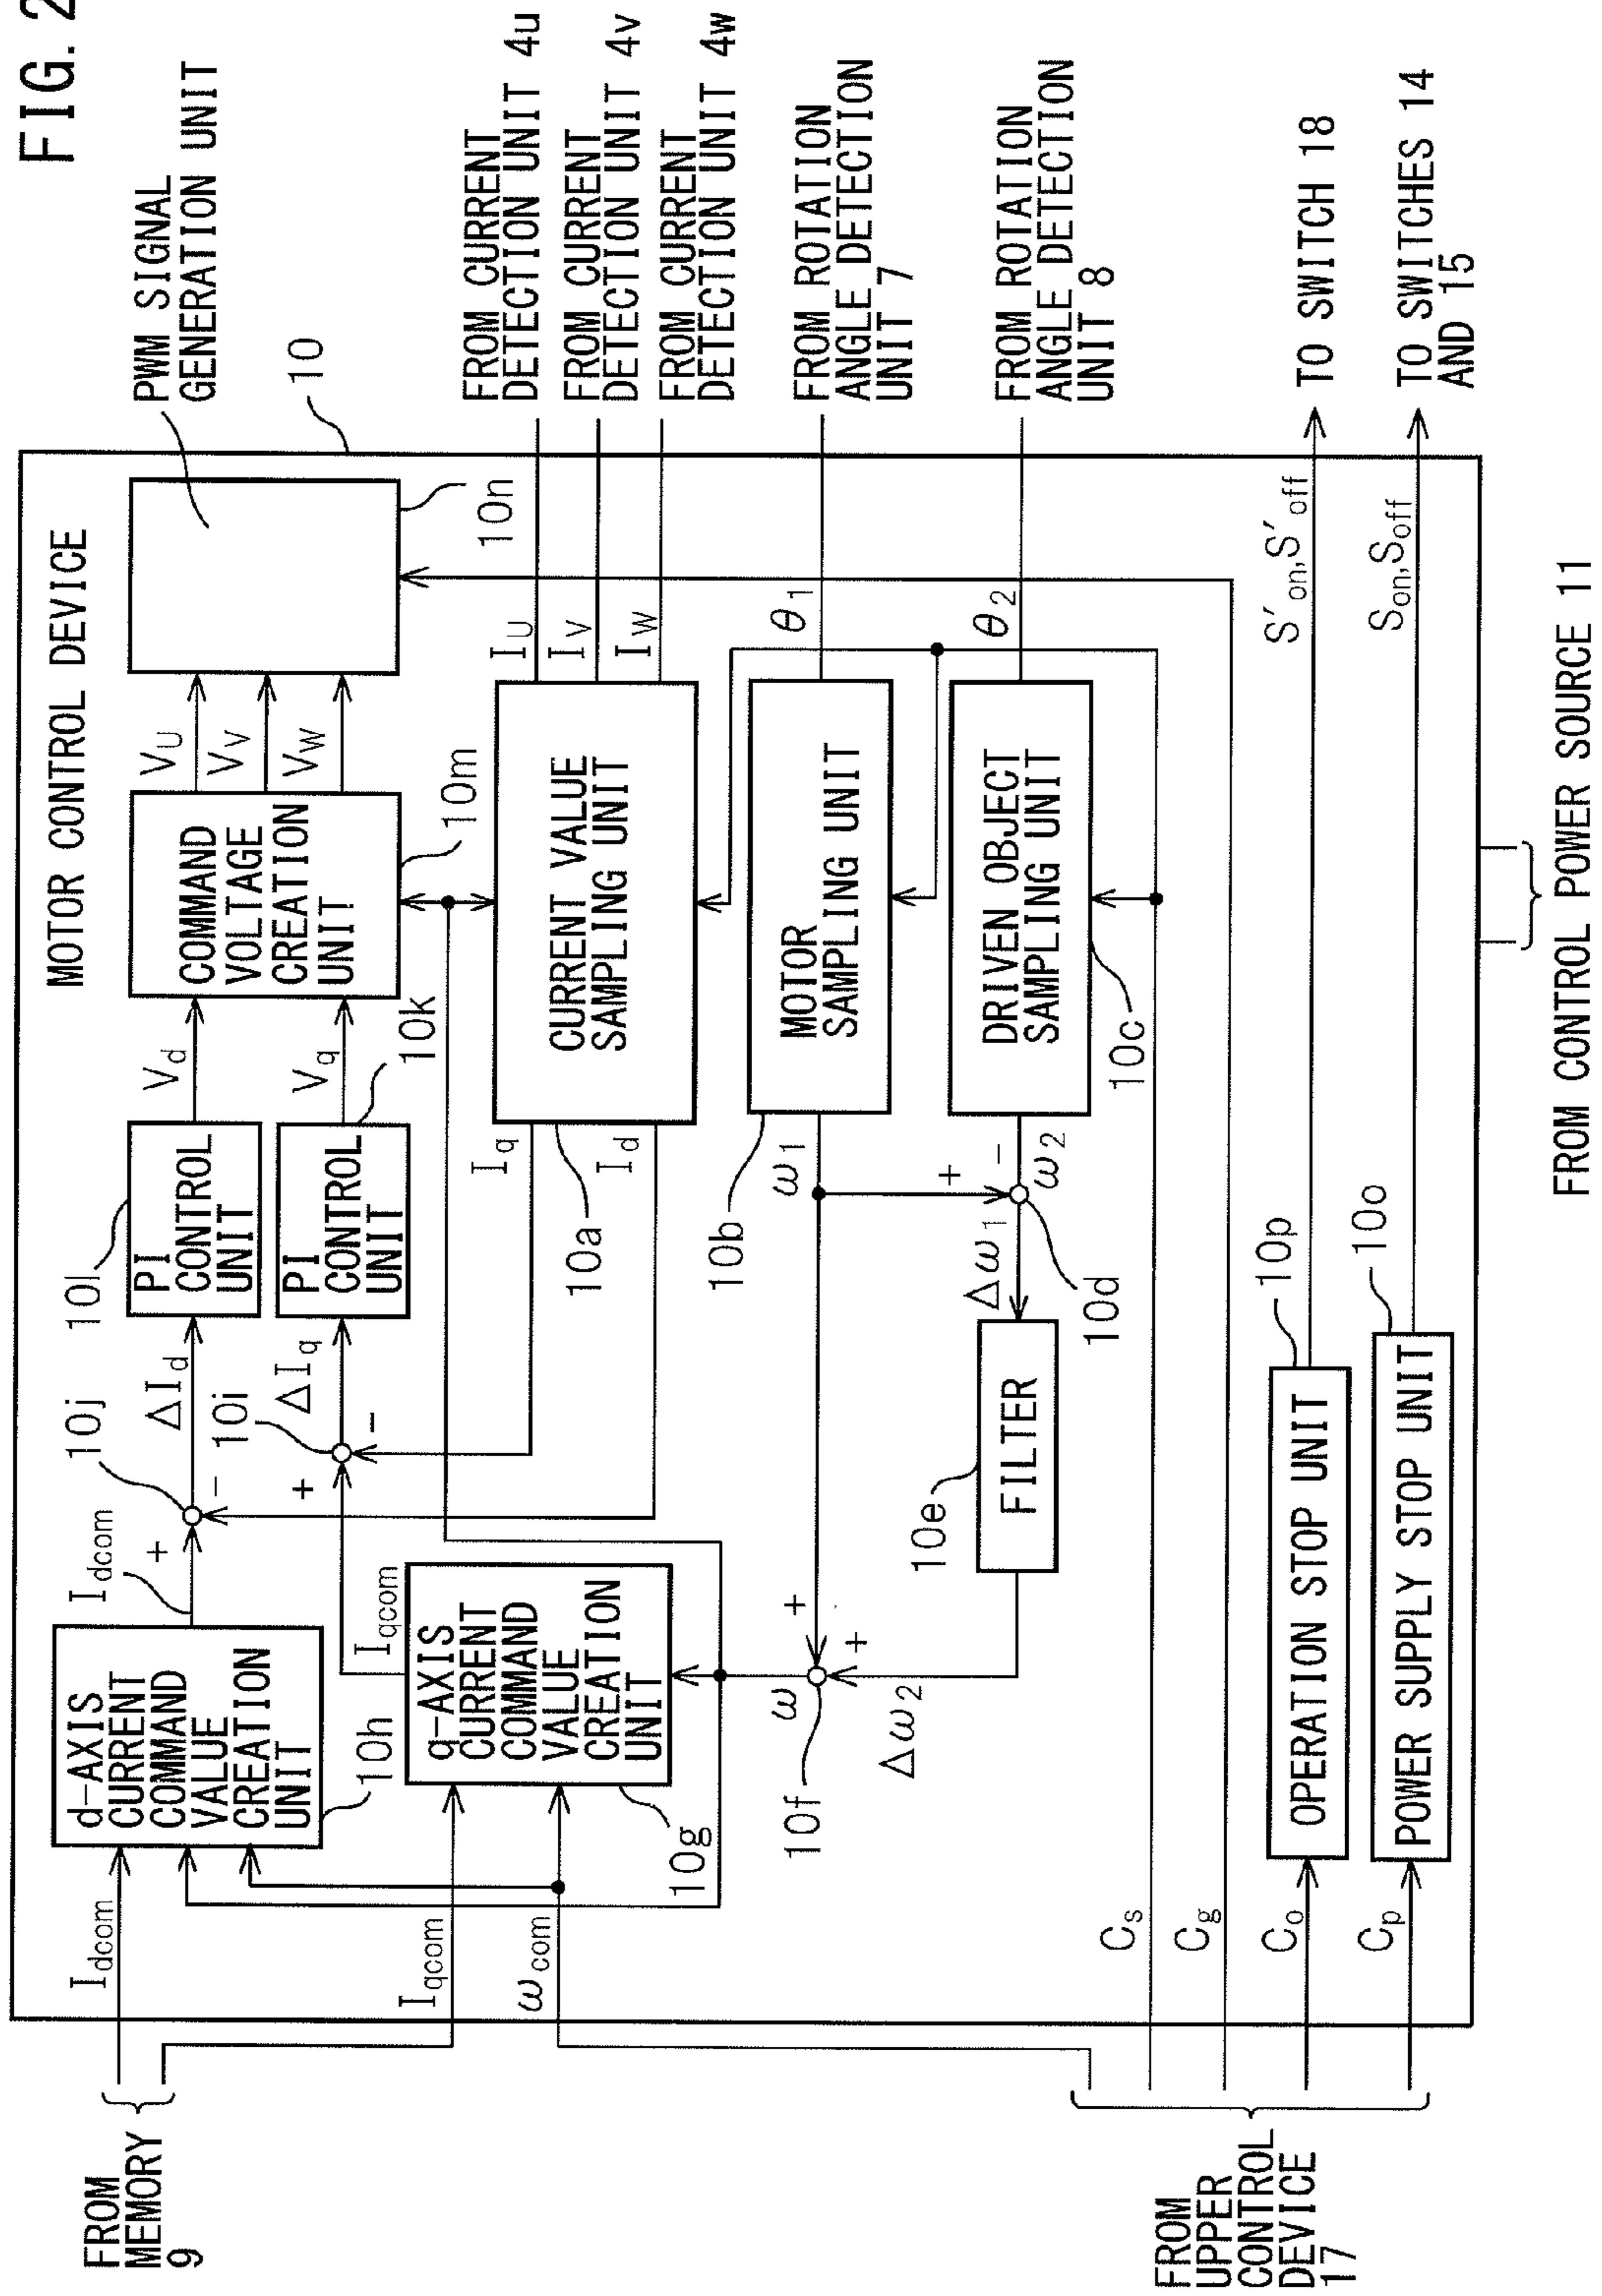 FIG. 2
MOTOR CONTROL DEVICE
PWM SIGNAL
GENERATION UNIT
10
FROM
MEMORY
9
Idcom
d-AXIS
CURRENT
COMMAND
VALUE
CREATION
UNIT
10h
Idcom
+
-
10j
ΔId
10l
PI
CONTROL
UNIT
Vd
COMMAND
VOLTAGE
CREATION
UNIT
10m
VU
VV
VW
10n
Iqcom
q-AXIS
CURRENT
COMMAND
VALUE
CREATION
UNIT
10g
Iqcom
+
-
10i
ΔIq
PI
CONTROL
UNIT
Vq
10k
ωcom
Iq
Id
10a
CURRENT VALUE
SAMPLING UNIT
IU
IV
IW
FROM CURRENT
DETECTION UNIT 4u
FROM CURRENT
DETECTION UNIT 4v
FROM CURRENT
DETECTION UNIT 4w
ω
10f
+
+
Δω2
ω1
10b
MOTOR
SAMPLING UNIT
θ1
FROM ROTATION
ANGLE DETECTION
UNIT 7
10e
FILTER
Δω1
10d
+
-
ω2
DRIVEN OBJECT
SAMPLING UNIT
10c
θ2
FROM ROTATION
ANGLE DETECTION
UNIT 8
FROM
UPPER
CONTROL
DEVICE
17
Cs
Cg
Co
OPERATION STOP UNIT
10p
S'on,S'off
TO SWITCH 18
Cp
POWER SUPPLY STOP UNIT
10o
Son,Soff
TO SWITCHES 14
AND 15
FROM CONTROL POWER SOURCE 11